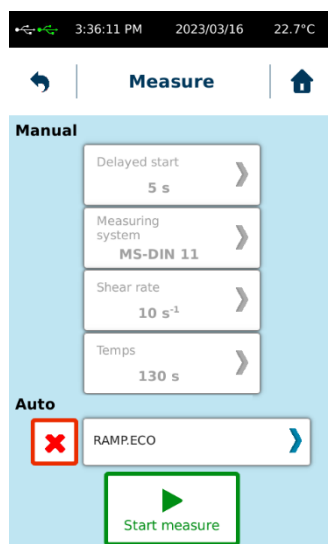 3:36:11 PM 2023/03/16 22.7°C
Measure
Manual
Delayed start
5 s
Measuring
system
MS-DIN 11
Shear rate
10 s⁻¹
Temps
130 s
Auto
RAMP.ECO
Start measure